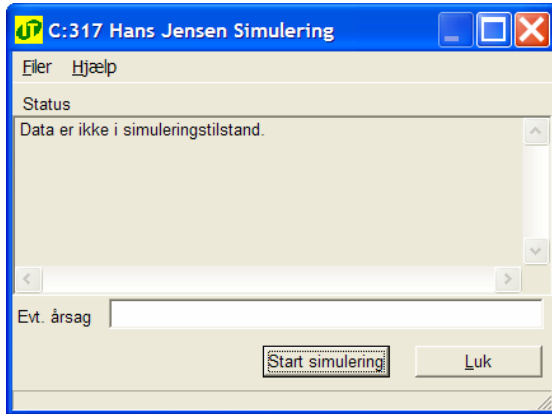 C:317 Hans Jensen Simulering
Filer Hjælp
Status
Data er ikke i simuleringstilstand.
Evt. årsag
Start simulering Luk